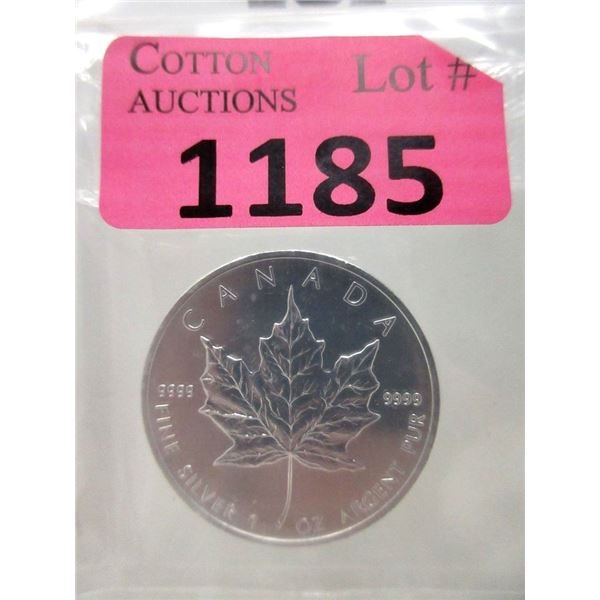 COTTON Lot #
AUCTIONS
1185
CANADA
9999 9999
FINE SILVER 1 OZ ARGENT PUR